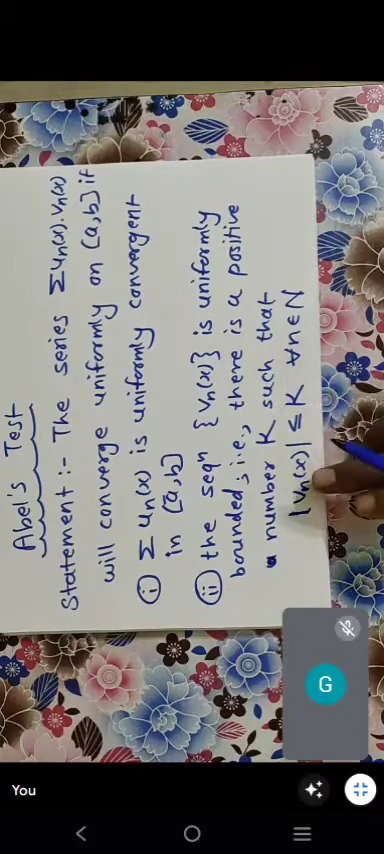 Abel's Test
Statement :- The series Σ un(x). vn(x)
will converge uniformly on [a,b] if
(i) Σ un(x) is uniformly convergent
in [a,b]
(ii) the seqⁿ {vn(x)} is uniformly
bounded, i.e., there is a positive
number K such that
|vn(x)| ≤ K ∀n∈N
G
You